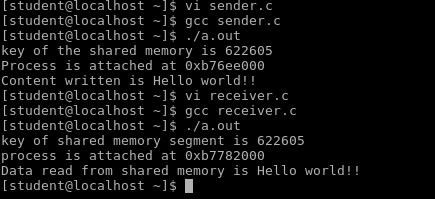 [student@localhost ~]$ vi sender.c
[student@localhost ~]$ gcc sender.c
[student@localhost ~]$ ./a.out
key of the shared memory is 622605
Process is attached at 0xb76ee000
Content written is Hello world!!
[student@localhost ~]$ vi receiver.c
[student@localhost ~]$ gcc receiver.c
[student@localhost ~]$ ./a.out
key of shared memory segment is 622605
process is attached at 0xb7782000
Data read from shared memory is Hello world!!
[student@localhost ~]$